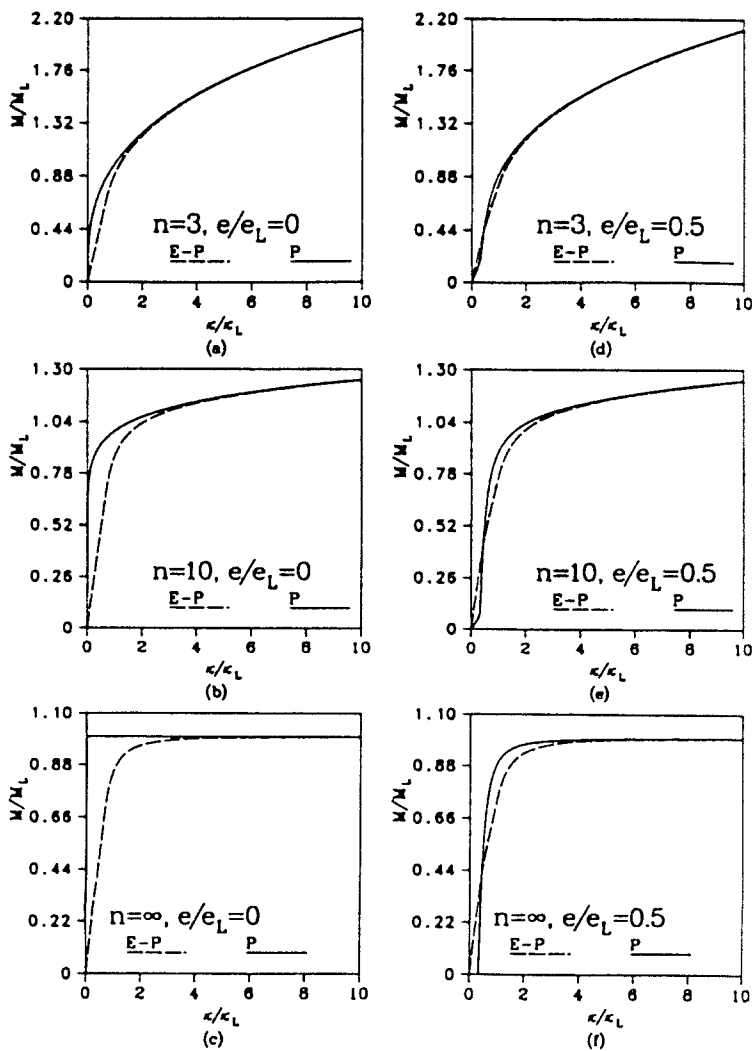 2.20
1.76
1.32
0.88
0.44
0
M/M_L
n=3, e/e_L=0
E-P P
0 2 4 6 8 10
κ/κ_L
(a)
2.20
1.76
1.32
0.88
0.44
0
M/M_L
n=3, e/e_L=0.5
E-P P
0 2 4 6 8 10
κ/κ_L
(d)
1.30
1.04
0.78
0.52
0.26
0
M/M_L
n=10, e/e_L=0
E-P P
0 2 4 6 8 10
κ/κ_L
(b)
1.30
1.04
0.78
0.52
0.26
0
M/M_L
n=10, e/e_L=0.5
E-P P
0 2 4 6 8 10
κ/κ_L
(e)
1.10
0.88
0.66
0.44
0.22
0
M/M_L
n=∞, e/e_L=0
E-P P
0 2 4 6 8 10
κ/κ_L
(c)
1.10
0.88
0.66
0.44
0.22
0
M/M_L
n=∞, e/e_L=0.5
E-P P
0 2 4 6 8 10
κ/κ_L
(f)